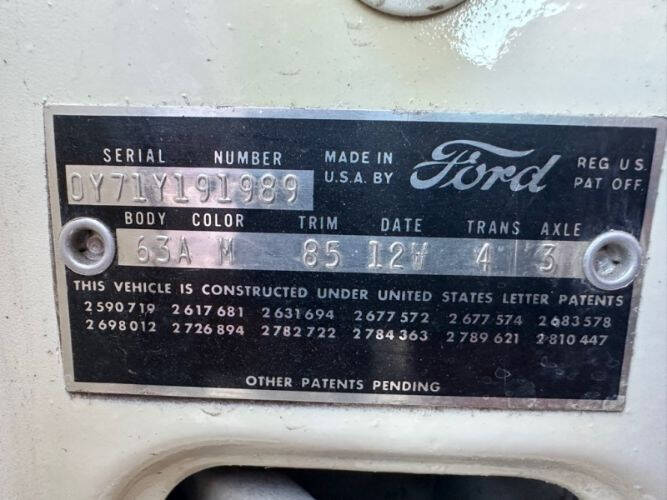 SERIAL NUMBER MADE IN U.S.A. BY Ford REG US. PAT OFF.
0Y71Y191989
BODY COLOR TRIM DATE TRANS AXLE
63A M 85 12W 4 3
THIS VEHICLE IS CONSTRUCTED UNDER UNITED STATES LETTER PATENTS
2590719 2617681 2631694 2677572 2677574 2683578
2698012 2726894 2782722 2784363 2789621 2810447
OTHER PATENTS PENDING